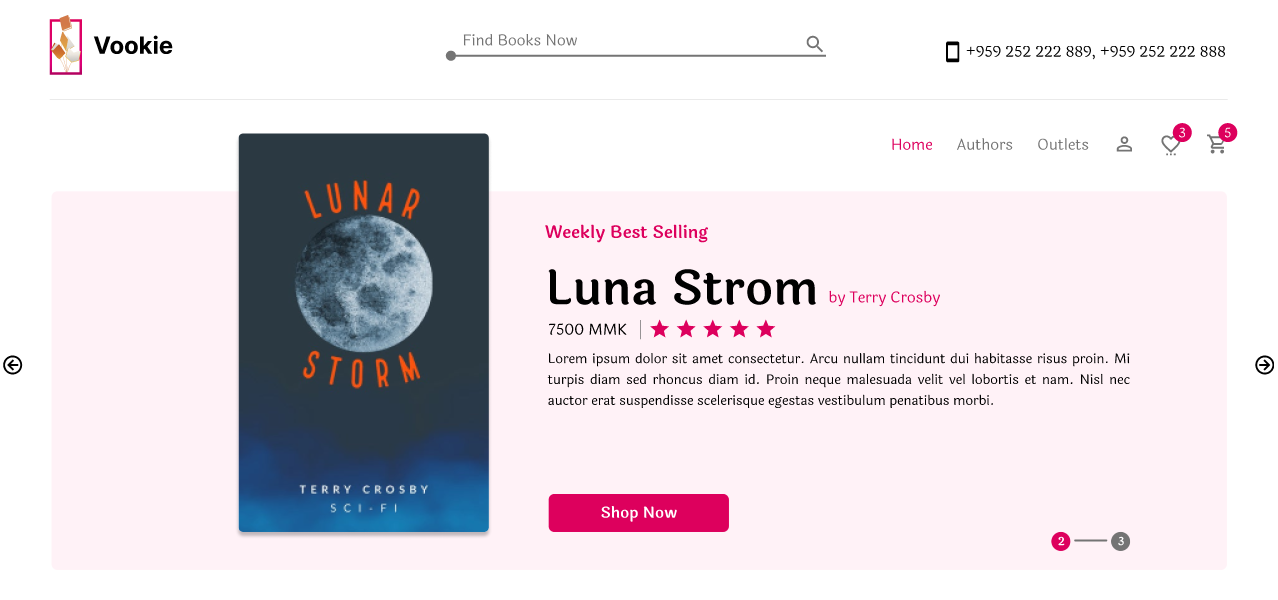 Vookie
Find Books Now
+959 252 222 889, +959 252 222 888
Home Authors Outlets 3 5
LUNAR
STORM
TERRY CROSBY
SCI-FI
Weekly Best Selling
Luna Strom by Terry Crosby
7500 MMK
Lorem ipsum dolor sit amet consectetur. Arcu nullam tincidunt dui habitasse risus proin. Mi
turpis diam sed rhoncus diam id. Proin neque malesuada velit vel lobortis et nam. Nisl nec
auctor erat suspendisse scelerisque egestas vestibulum penatibus morbi.
Shop Now
2 3